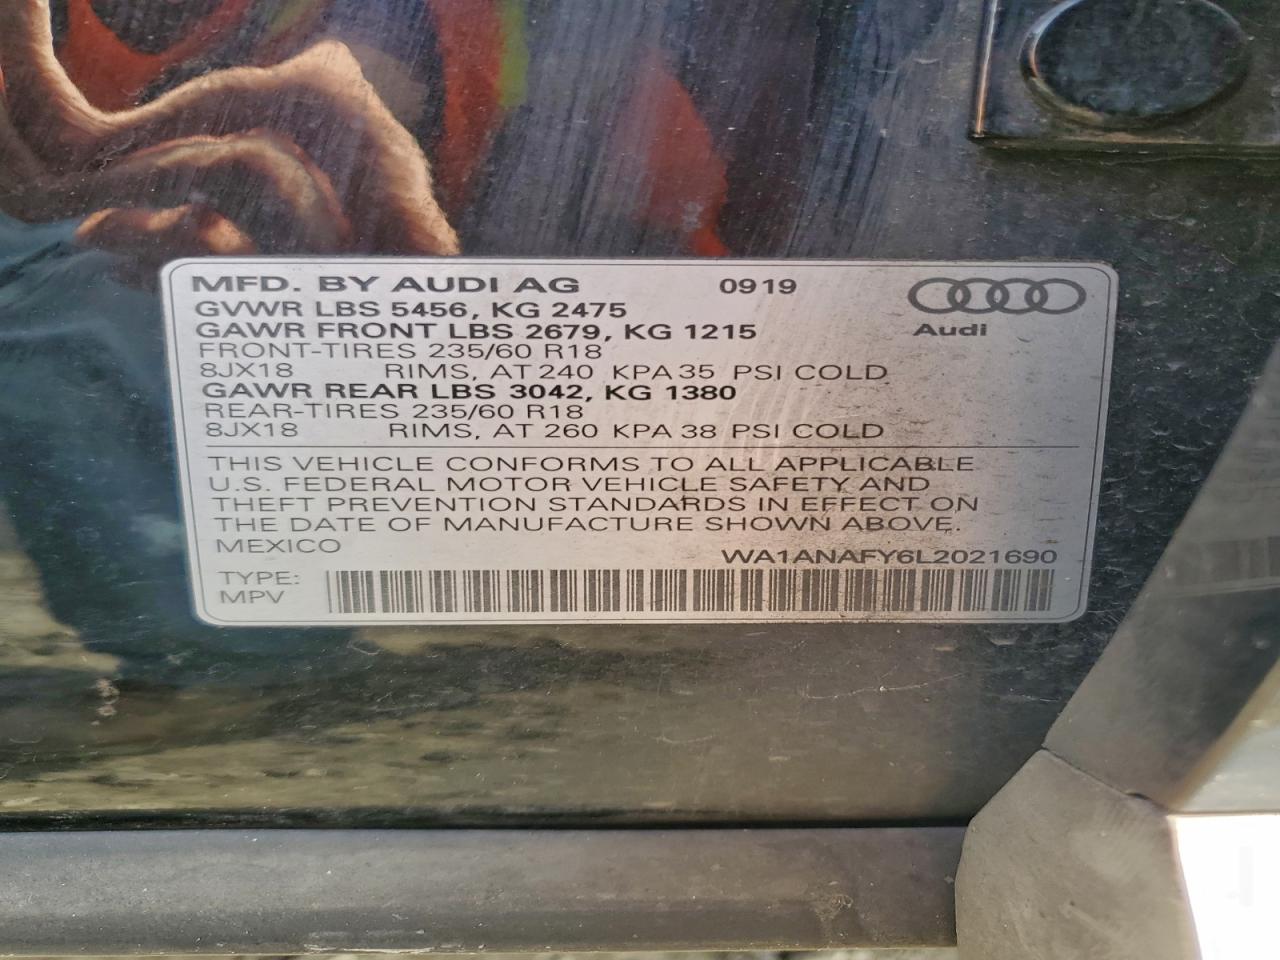 MFD. BY AUDI AG 0919
GVWR LBS 5456, KG 2475
GAWR FRONT LBS 2679, KG 1215
Audi
FRONT-TIRES 235/60 R18
8JX18 RIMS, AT 240 KPA 35 PSI COLD
GAWR REAR LBS 3042, KG 1380
REAR-TIRES 235/60 R18
8JX18 RIMS, AT 260 KPA 38 PSI COLD
THIS VEHICLE CONFORMS TO ALL APPLICABLE
U.S. FEDERAL MOTOR VEHICLE SAFETY AND
THEFT PREVENTION STANDARDS IN EFFECT ON
THE DATE OF MANUFACTURE SHOWN ABOVE.
MEXICO WA1ANAFY6L2021690
TYPE:
MPV